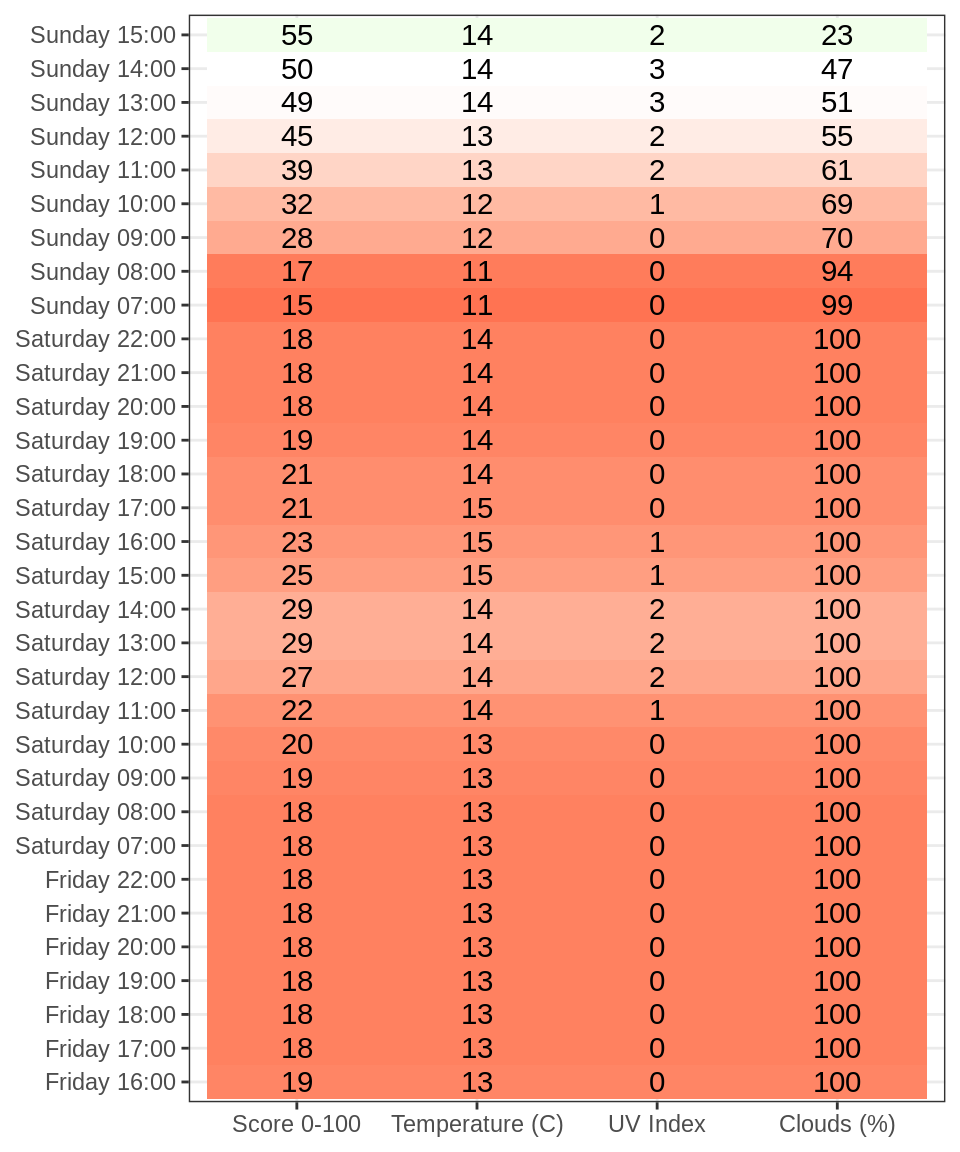 Sunday 15:00 55 14 2 23
Sunday 14:00 50 14 3 47
Sunday 13:00 49 14 3 51
Sunday 12:00 45 13 2 55
Sunday 11:00 39 13 2 61
Sunday 10:00 32 12 1 69
Sunday 09:00 28 12 0 70
Sunday 08:00 17 11 0 94
Sunday 07:00 15 11 0 99
Saturday 22:00 18 14 0 100
Saturday 21:00 18 14 0 100
Saturday 20:00 18 14 0 100
Saturday 19:00 19 14 0 100
Saturday 18:00 21 14 0 100
Saturday 17:00 21 15 0 100
Saturday 16:00 23 15 1 100
Saturday 15:00 25 15 1 100
Saturday 14:00 29 14 2 100
Saturday 13:00 29 14 2 100
Saturday 12:00 27 14 2 100
Saturday 11:00 22 14 1 100
Saturday 10:00 20 13 0 100
Saturday 09:00 19 13 0 100
Saturday 08:00 18 13 0 100
Saturday 07:00 18 13 0 100
Friday 22:00 18 13 0 100
Friday 21:00 18 13 0 100
Friday 20:00 18 13 0 100
Friday 19:00 18 13 0 100
Friday 18:00 18 13 0 100
Friday 17:00 18 13 0 100
Friday 16:00 19 13 0 100
Score 0-100 Temperature (C) UV Index Clouds (%)